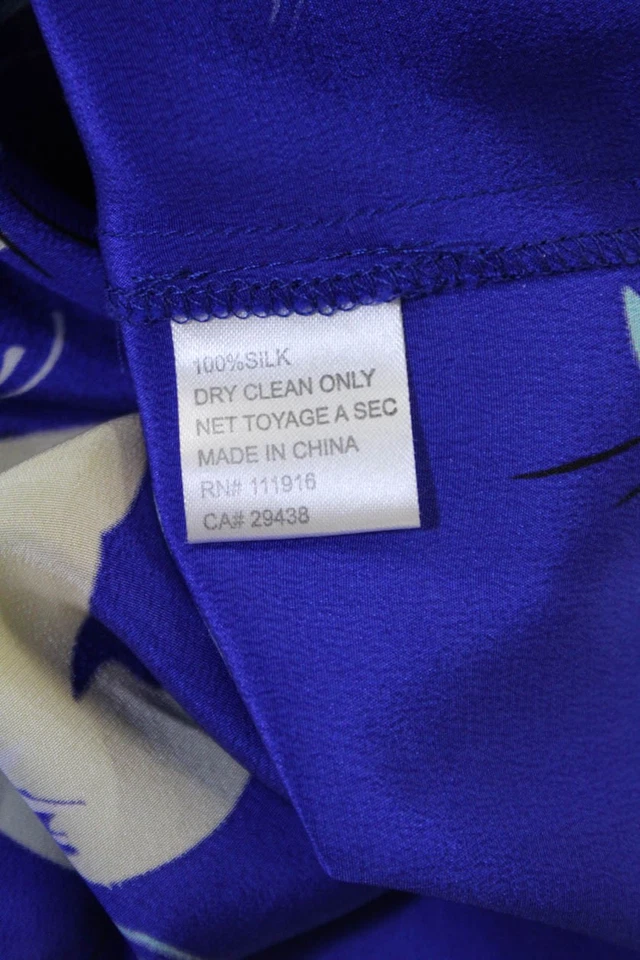 100%SILK
DRY CLEAN ONLY
NET TOYAGE A SEC
MADE IN CHINA
RN# 111916
CA# 29438